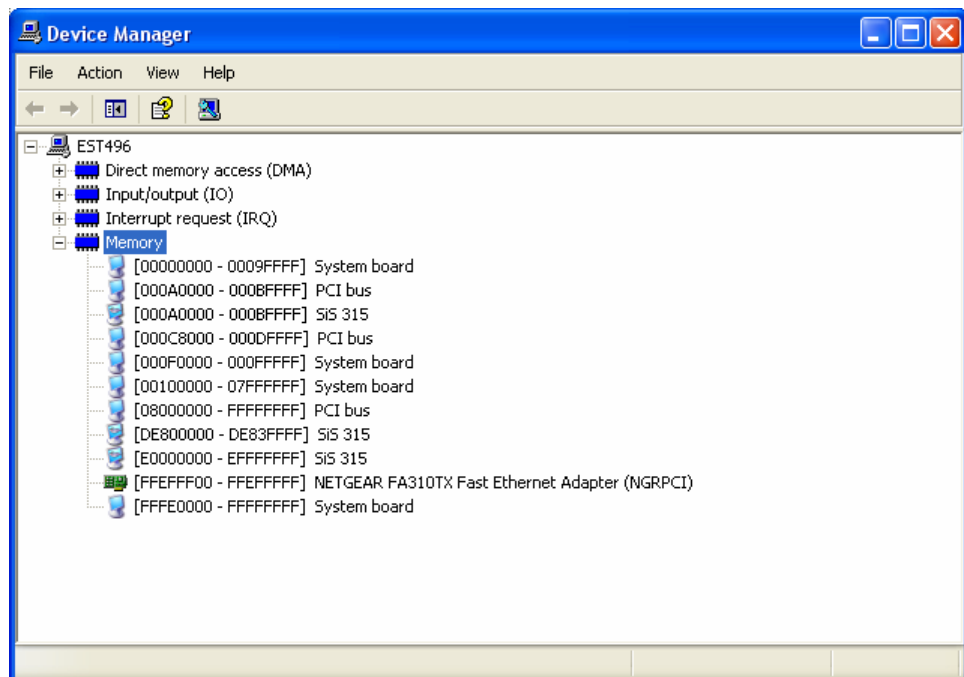 Device Manager
File Action View Help
EST496
Direct memory access (DMA)
Input/output (IO)
Interrupt request (IRQ)
Memory
[00000000 - 0009FFFF] System board
[000A0000 - 000BFFFF] PCI bus
[000A0000 - 000BFFFF] SiS 315
[000C8000 - 000DFFFF] PCI bus
[000F0000 - 000FFFFF] System board
[00100000 - 07FFFFFF] System board
[08000000 - FFFFFFFF] PCI bus
[DE800000 - DE83FFFF] SiS 315
[E0000000 - EFFFFFFF] SiS 315
[FFEFFF00 - FFEFFFFF] NETGEAR FA310TX Fast Ethernet Adapter (NGRPCI)
[FFFE0000 - FFFFFFFF] System board